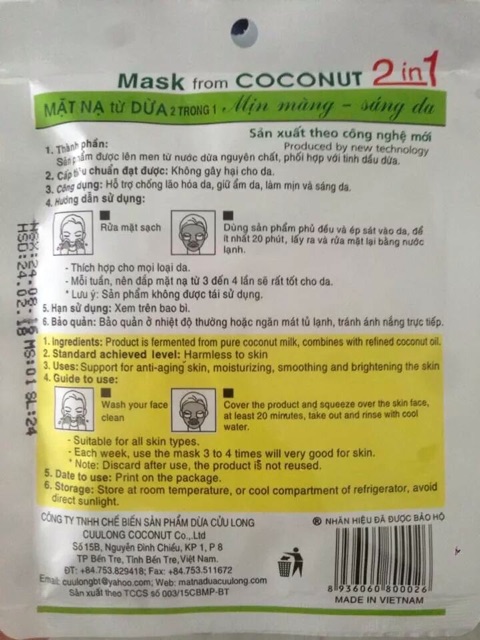 Mask from COCONUT 2 in 1
MẶT NẠ từ DỪA 2 TRONG 1 Mịn màng - sáng da
Sản xuất theo công nghệ mới
Produced by new technology
1. Thành phần:
Sản phẩm được lên men từ nước dừa nguyên chất, phối hợp với tinh dầu dừa.
2. Cấp tiêu chuẩn đạt được: Không gây hại cho da.
3. Công dụng: Hỗ trợ chống lão hóa da, giữ ẩm da, làm mịn và sáng da.
4. Hướng dẫn sử dụng:
Rửa mặt sạch
Dùng sản phẩm phủ đều và ép sát vào da, để
ít nhất 20 phút, lấy ra và rửa mặt lại bằng nước
lạnh.
- Thích hợp cho mọi loại da.
- Mỗi tuần, nên đắp mặt nạ từ 3 đến 4 lần sẽ rất tốt cho da.
* Lưu ý: Sản phẩm không được tái sử dụng.
5. Hạn sử dụng: Xem trên bao bì.
6. Bảo quản: Bảo quản ở nhiệt độ thường hoặc ngăn mát tủ lạnh, tránh ánh nắng trực tiếp.
NSX:24.08.16 MS:01 SL:24
HSD:24.02.18
1. Ingredients: Product is fermented from pure coconut milk, combines with refined coconut oil.
2. Standard achieved level: Harmless to skin
3. Uses: Support for anti-aging skin, moisturizing, smoothing and brightening the skin
4. Guide to use:
Wash your face
clean
Cover the product and squeeze over the skin face,
at least 20 minutes, take out and rinse with cool
water.
- Suitable for all skin types.
- Each week, use the mask 3 to 4 times will very good for skin.
* Note: Discard after use, the product is not reused.
5. Date to use: Print on the package.
6. Storage: Store at room temperature, or cool compartment of refrigerator, avoid
direct sunlight.
CÔNG TY TNHH CHẾ BIẾN SẢN PHẨM DỪA CỬU LONG
CUULONG COCONUT Co.,Ltd
Số 15B, Nguyễn Đình Chiểu, KP 1, P 8
TP Bến Tre, Tỉnh Bến Tre, Việt Nam
ĐT: +84.753.829418; Fax: +84.753.511672
Email: cuulongbt@yahoo.com; Web: matnaduacuulong.com
Sản xuất theo TCCS số 003/15CBMP-BT
® NHÃN HIỆU ĐÃ ĐƯỢC BẢO HỘ
8 936060 800026
MADE IN VIETNAM